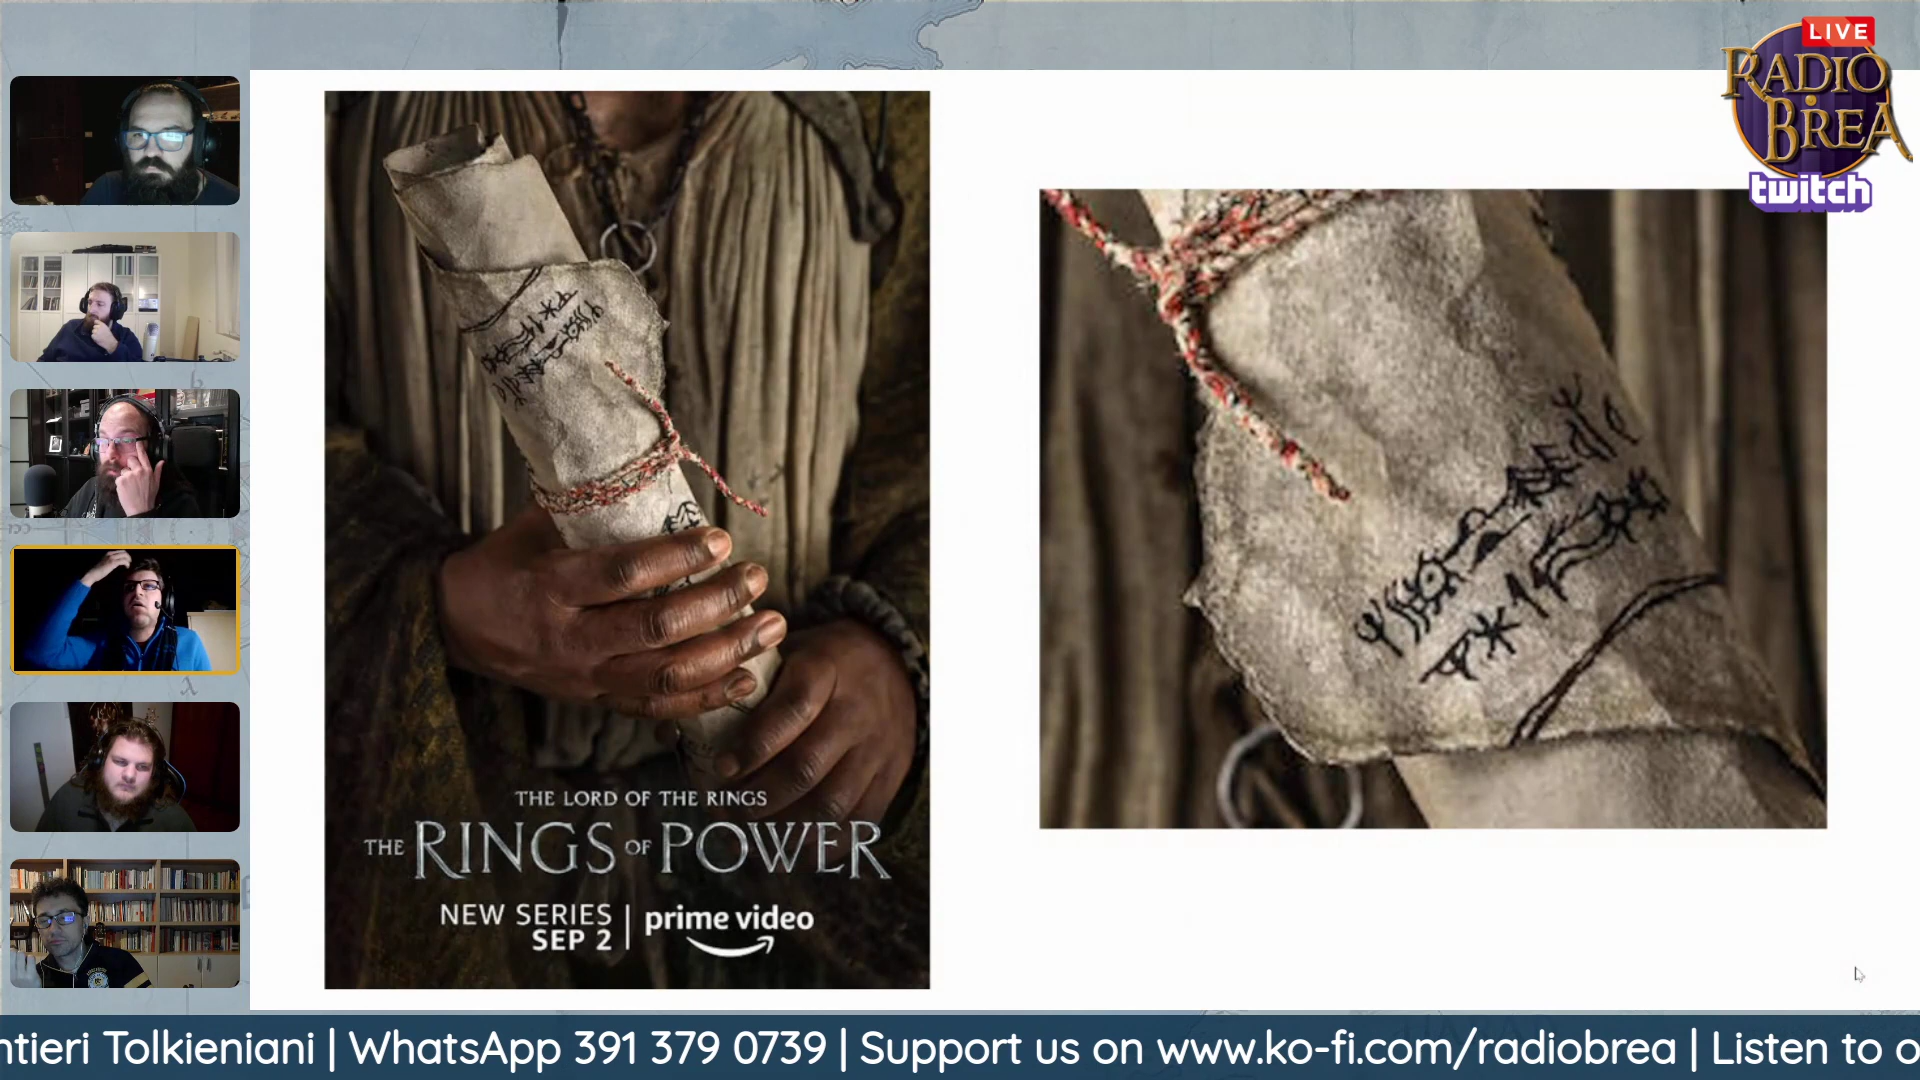 LIVE
RADIO
BREA
twitch
THE LORD OF THE RINGS
THE RINGS OF POWER
NEW SERIES
SEP 2
prime video
ntieri Tolkieniani | WhatsApp 391 379 0739 | Support us on www.ko-fi.com/radiobrea | Listen to o